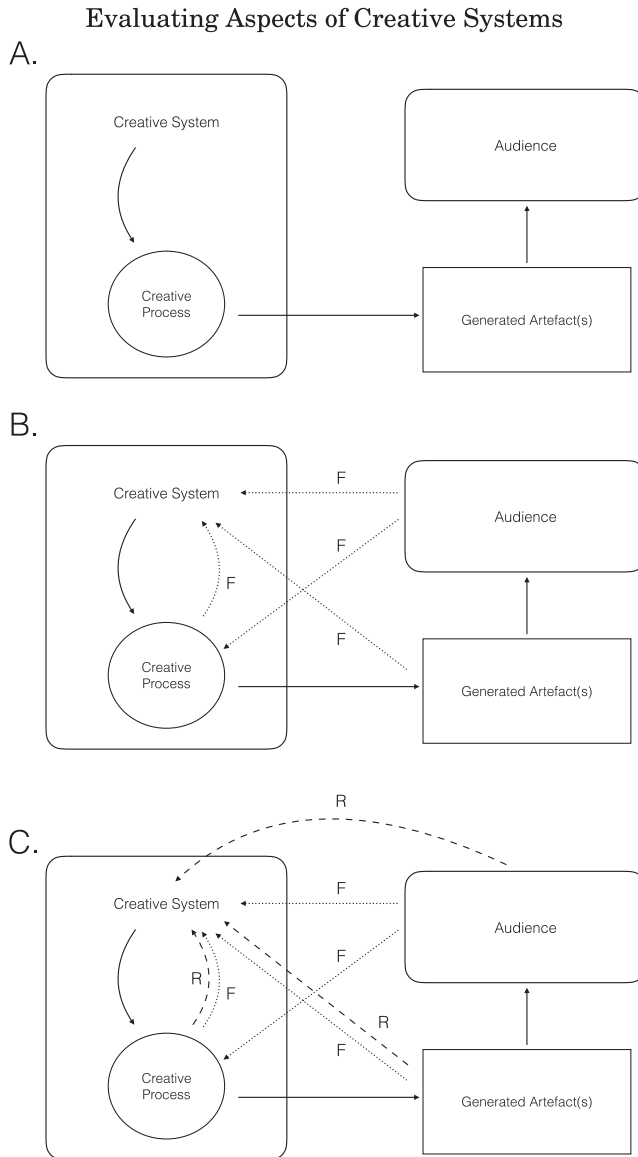 Evaluating Aspects of Creative Systems
A.
Creative System
Audience
Creative
Process
Generated Artefact(s)
B.
Creative System
F
Audience
F
F
F
Creative
Process
Generated Artefact(s)
R
C.
Creative System
F
Audience
F
R
F
R
F
Creative
Process
Generated Artefact(s)